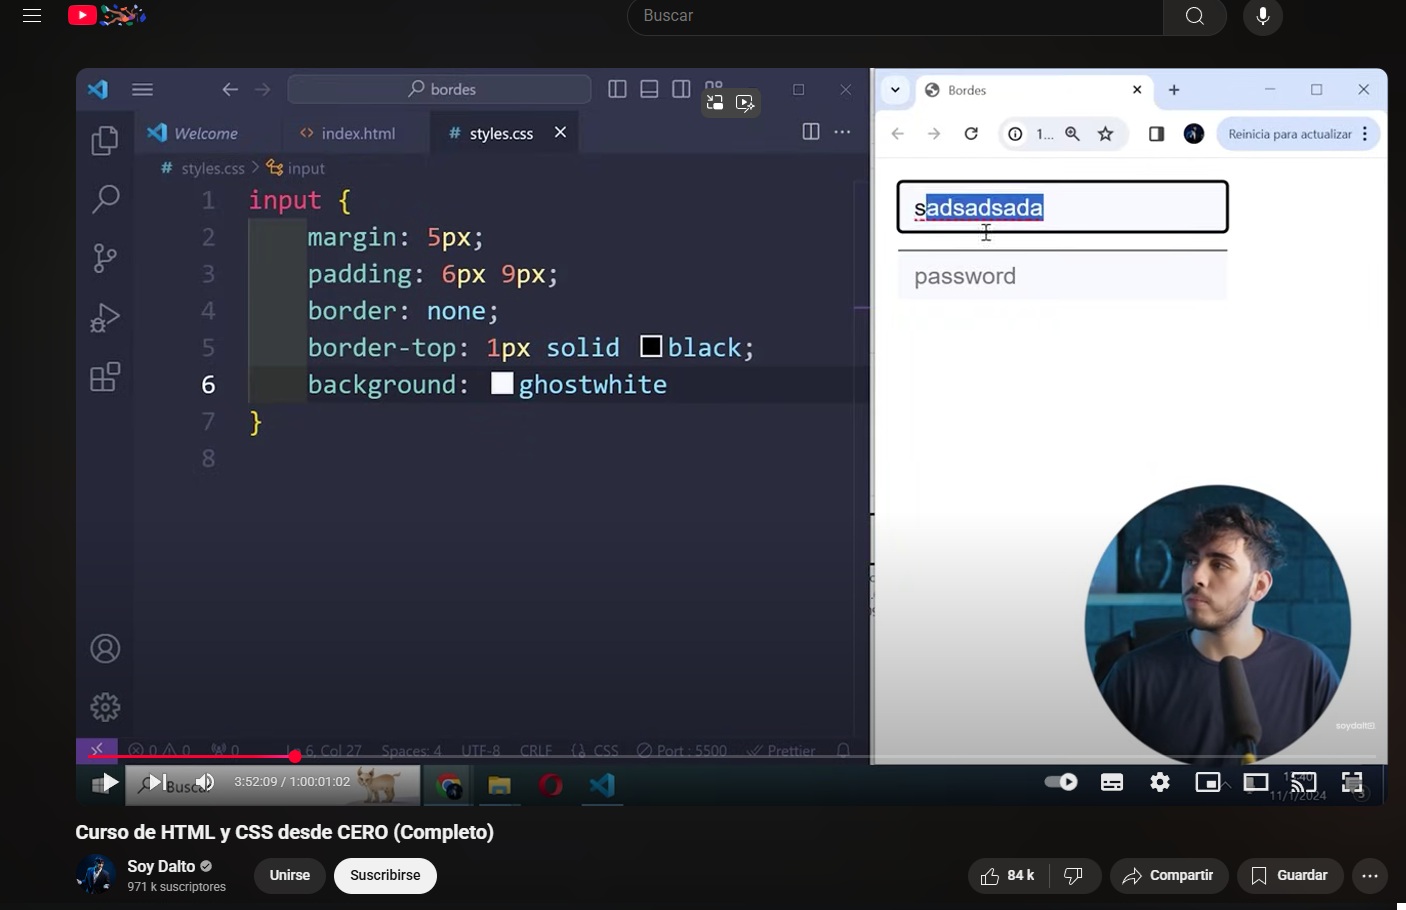 Buscar
bordes
Welcome
index.html
styles.css
styles.css > input
1 input {
2 margin: 5px;
3 padding: 6px 9px;
4 border: none;
5 border-top: 1px solid black;
6 background: ghostwhite
7 }
8
Bordes
1...
Reinicia para actualizar
sadsadsada
password
soydalto
0 0 0
Ln 6, Col 27 Spaces: 4 UTF-8 CRLF CSS Port : 5500 Prettier
Busca
3:52:09 / 1:00:01:02
11/1/2024
Curso de HTML y CSS desde CERO (Completo)
Soy Dalto
971 k suscriptores
Unirse
Suscribirse
84 k
Compartir
Guardar